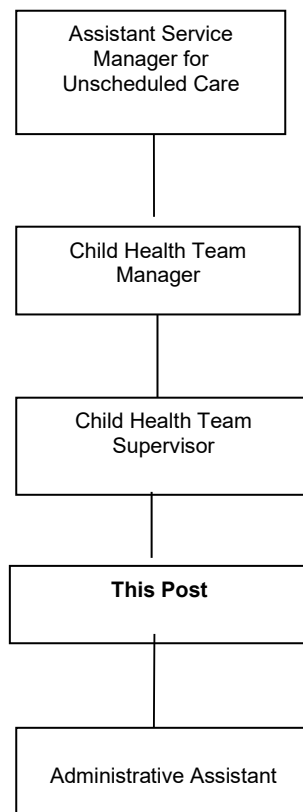 Assistant Service
Manager for
Unscheduled Care
Child Health Team
Manager
Child Health Team
Supervisor
This Post
Administrative Assistant